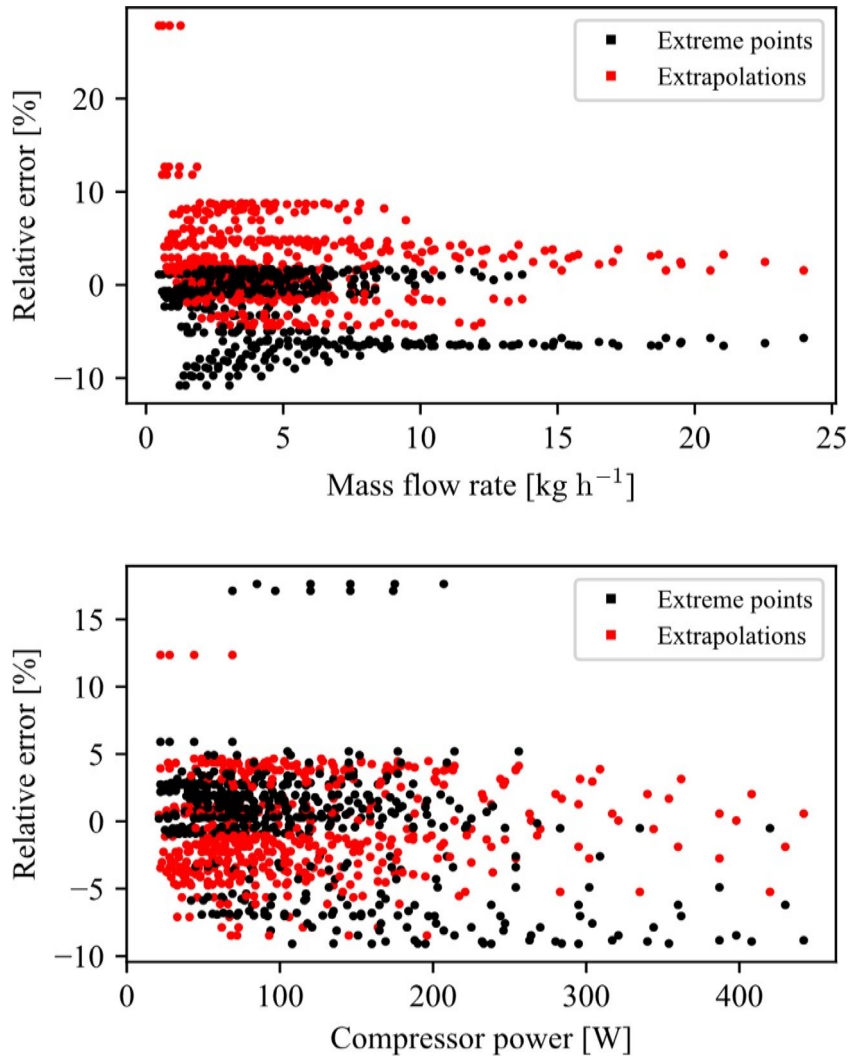 Relative error [%]
20
10
0
−10
Extreme points
Extrapolations
0 5 10 15 20 25
Mass flow rate [kg h⁻¹]
Relative error [%]
15
10
5
0
−5
−10
Extreme points
Extrapolations
0 100 200 300 400
Compressor power [W]